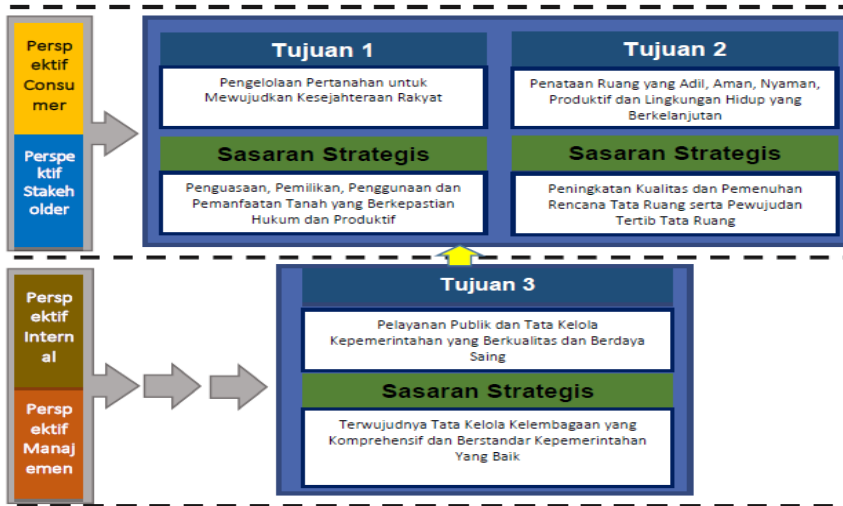 Persp
ektif
Consu
mer
Perspe
ktif
Stakeh
older
Tujuan 1
Pengelolaan Pertanahan untuk
Mewujudkan Kesejahteraan Rakyat
Sasaran Strategis
Penguasaan, Pemilikan, Penggunaan dan
Pemanfaatan Tanah yang Berkepastian
Hukum dan Produktif
Tujuan 2
Penataan Ruang yang Adil, Aman, Nyaman,
Produktif dan Lingkungan Hidup yang
Berkelanjutan
Sasaran Strategis
Peningkatan Kualitas dan Pemenuhan
Rencana Tata Ruang serta Pewujudan
Tertib Tata Ruang
Persp
ektif
Intern
al
Persp
ektif
Manaj
emen
Tujuan 3
Pelayanan Publik dan Tata Kelola
Kepemerintahan yang Berkualitas dan Berdaya
Saing
Sasaran Strategis
Terwujudnya Tata Kelola Kelembagaan yang
Komprehensif dan Berstandar Kepemerintahan
Yang Baik